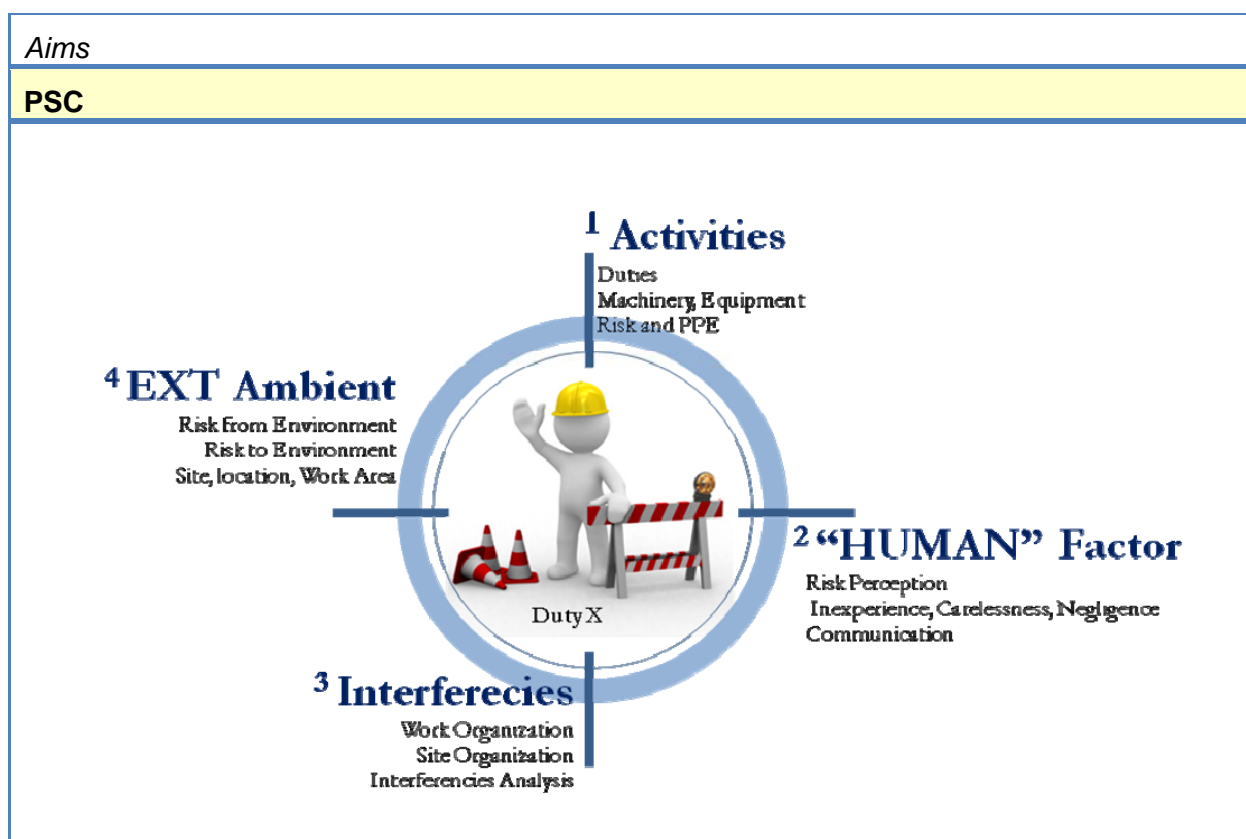 Aims
PSC
1 Activities
Duties
Machinery, Equipment
Risk and PPE
4 EXT Ambient
Risk from Environment
Risk to Environment
Site, location, Work Area
2 “HUMAN” Factor
Risk Perception
Inexperience, Carelessness, Negligence
Communication
Duty X
3 Interferecies
Work Organization
Site Organization
Interferencies Analysis